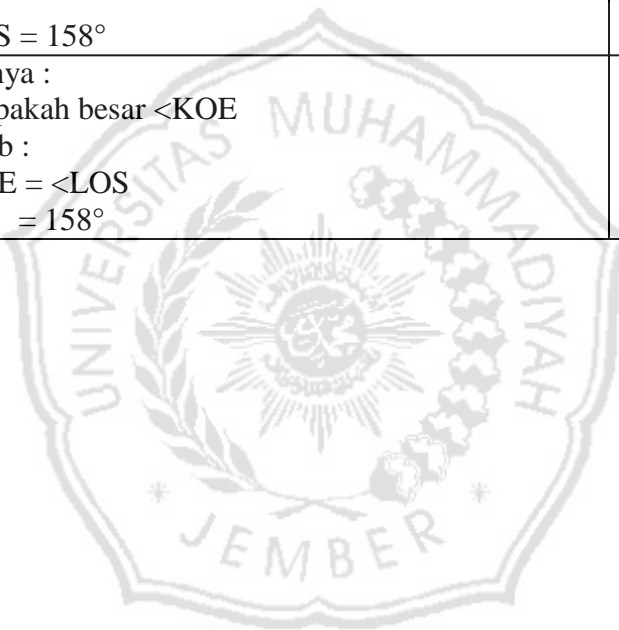 S = 158°
nya :
pakah besar <KOE
b :
E = <LOS
= 158°
UNIVERSITAS MUHAMMADIYAH
JEMBER